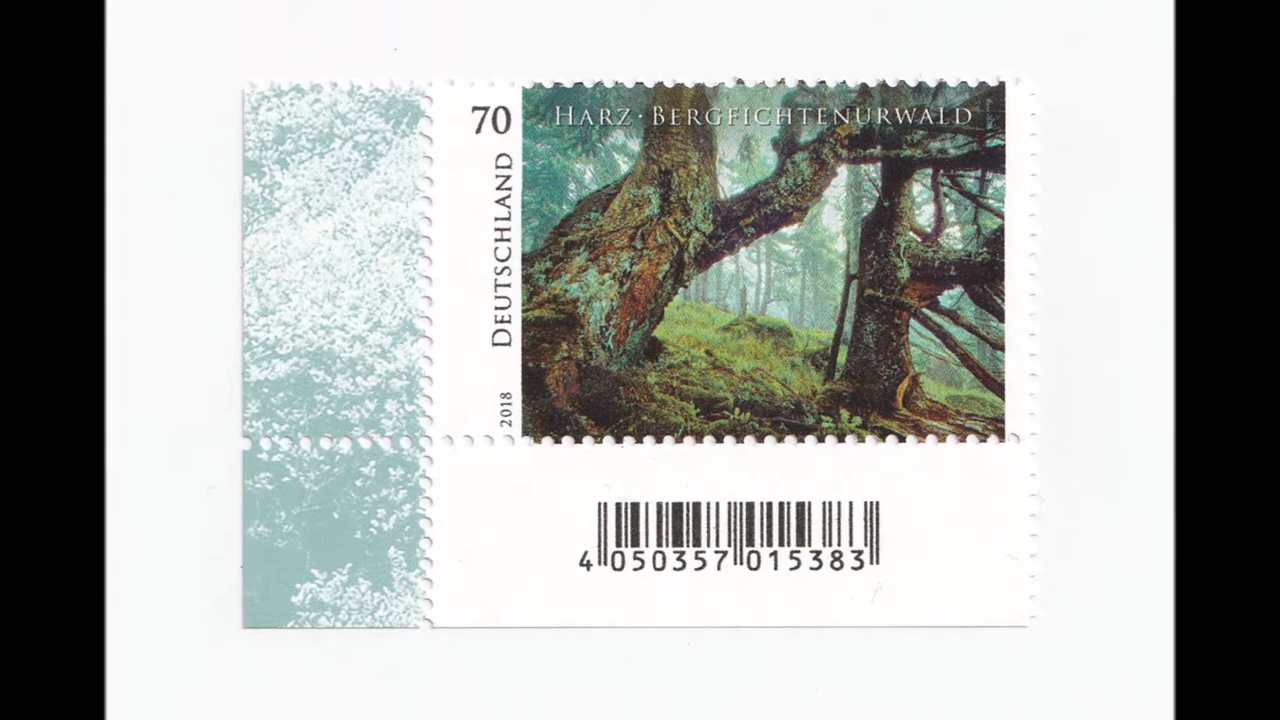 70
HARZ · BERGFICHTENURWALD
DEUTSCHLAND
2018
4 050357 015383